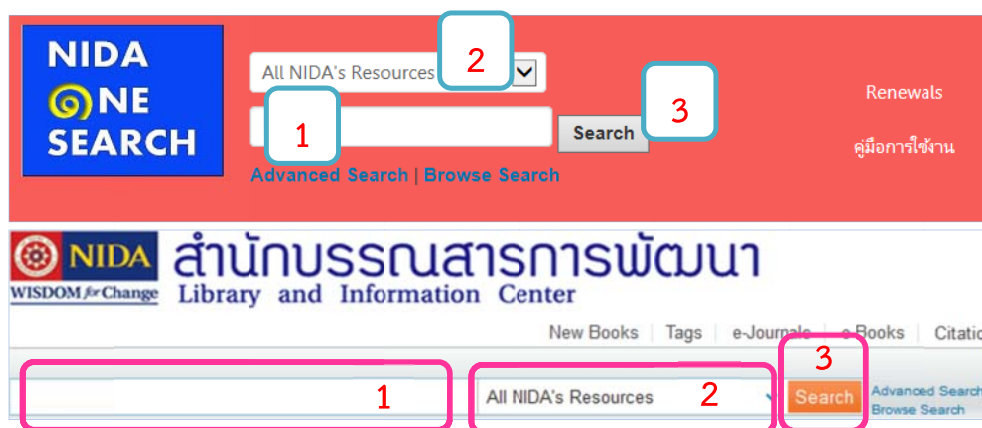 NIDA
ONE
SEARCH
All NIDA's Resources
2
1
Search
3
Advanced Search | Browse Search
Renewals
คู่มือการใช้งาน
NIDA
WISDOM for Change
สำนักบรรณสารการพัฒนา
Library and Information Center
New Books | Tags | e-Journals | e-Books | Citatio
1
All NIDA's Resources
2
3
Search
Advanced Search
Browse Search